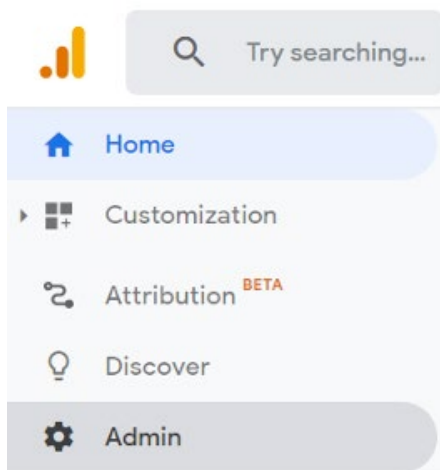 Try searching...
Home
Customization
Attribution BETA
Discover
Admin